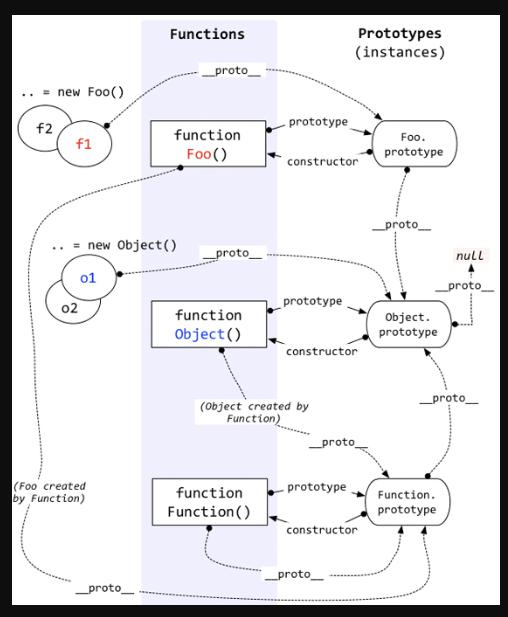 Functions
Prototypes
(instances)
__proto__
.. = new Foo()
f2
f1
function
Foo()
prototype
constructor
Foo.
prototype
__proto__
.. = new Object()
__proto__
null
__proto__
o1
o2
function
Object()
prototype
constructor
Object.
prototype
__proto__
(Object created by
Function)
__proto__
(Foo created
by Function)
function
Function()
prototype
constructor
Function.
prototype
__proto__
__proto__